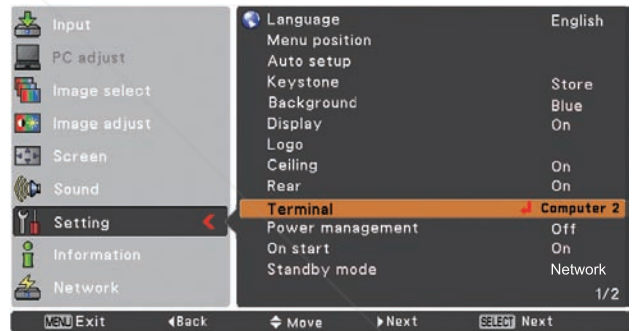 Input
PC adjust
Image select
Image adjust
Screen
Sound
Setting
Information
Network
Language English
Menu position
Auto setup
Keystone Store
Background Blue
Display On
Logo
Ceiling On
Rear On
Terminal Computer 2
Power management Off
On start On
Standby mode Network
1/2
MENU Exit Back Move Next SELECT Next